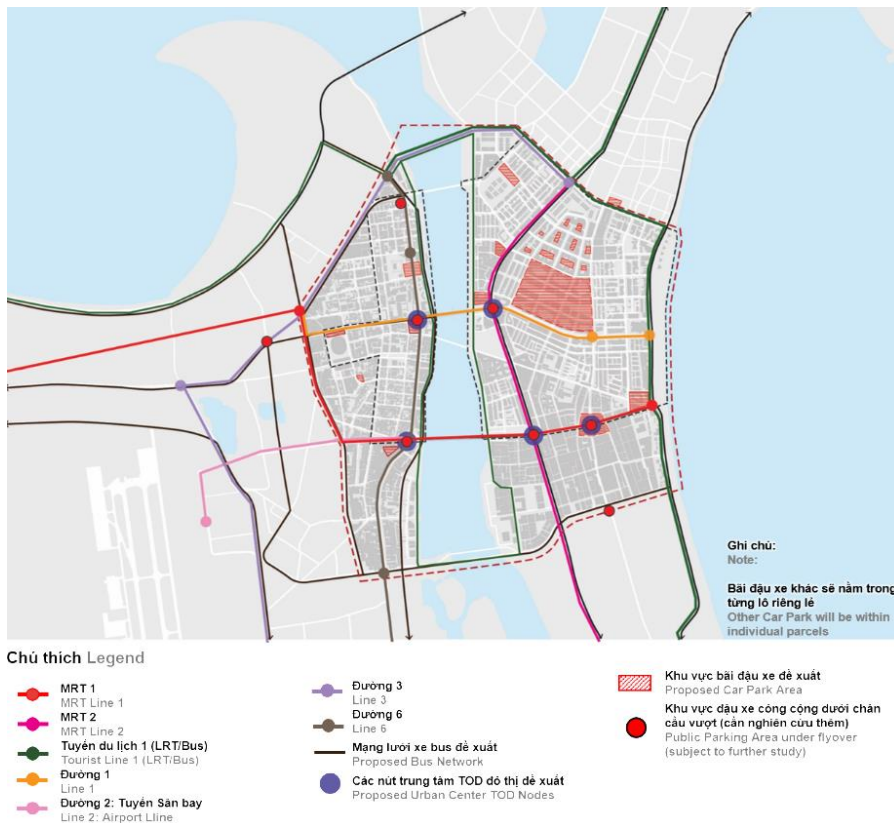 Ghi chú:
Note:
Bãi đậu xe khác sẽ nằm trong
từng lô riêng lẻ
Other Car Park will be within
individual parcels
Chú thích Legend
MRT 1
MRT Line 1
MRT 2
MRT Line 2
Tuyến du lịch 1 (LRT/Bus)
Tourist Line 1 (LRT/Bus)
Đường 1
Line 1
Đường 2: Tuyến Sân bay
Line 2: Airport Lline
Đường 3
Line 3
Đường 6
Line 6
Mạng lưới xe bus đề xuất
Proposed Bus Network
Các nút trung tâm TOD đô thị đề xuất
Proposed Urban Center TOD Nodes
Khu vực bãi đậu xe đề xuất
Proposed Car Park Area
Khu vực đậu xe công cộng dưới chân
cầu vượt (cần nghiên cứu thêm)
Public Parking Area under flyover
(subject to further study)